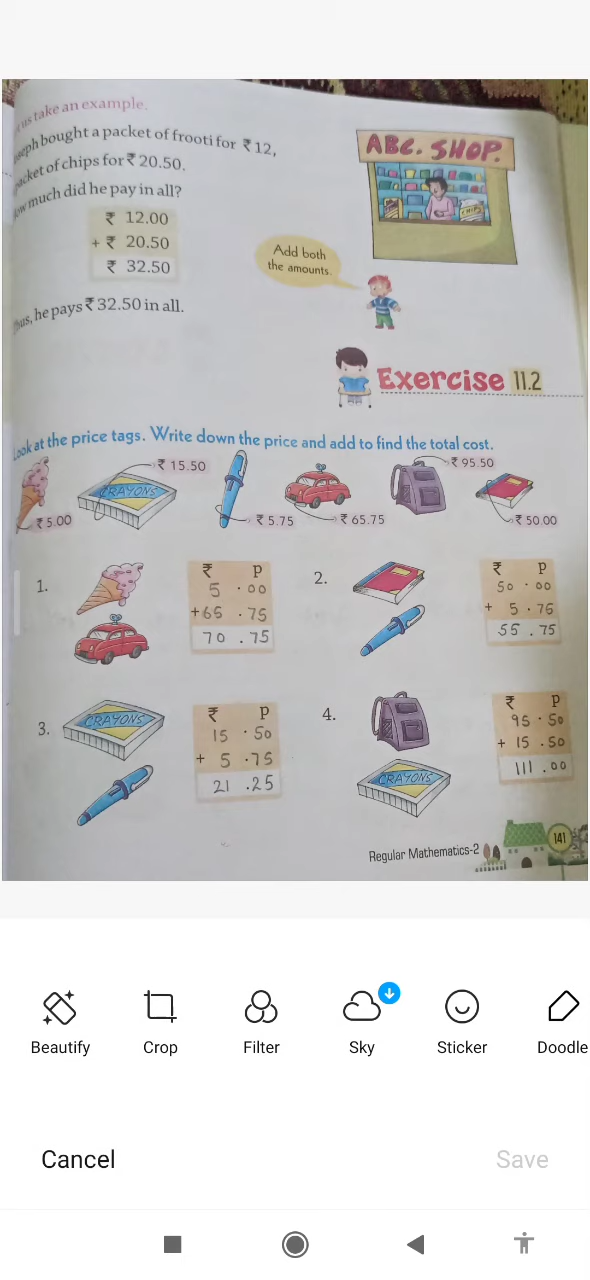 us take an example.
bought a packet of frooti for ₹ 12,
packet of chips for ₹ 20.50.
How much did he pay in all?
₹ 12.00
+ ₹ 20.50
₹ 32.50
Thus, he pays ₹ 32.50 in all.
ABC. SHOP.
Add both
the amounts.
Exercise 11.2
Look at the price tags. Write down the price and add to find the total cost.
₹ 5.00
CRAYONS
₹ 15.50
₹ 5.75
₹ 65.75
₹ 95.50
₹ 50.00
1.
₹ P
5 . 00
+65 . 75
70 . 75
2.
₹ P
50 . 00
+ 5 . 75
55 . 75
3.
CRAYONS
₹ P
15 . 50
+ 5 . 75
21 . 25
4.
CRAYONS
₹ P
95 . 50
+ 15 . 50
111 . 00
Regular Mathematics-2
141
Beautify
Crop
Filter
Sky
Sticker
Doodle
Cancel
Save